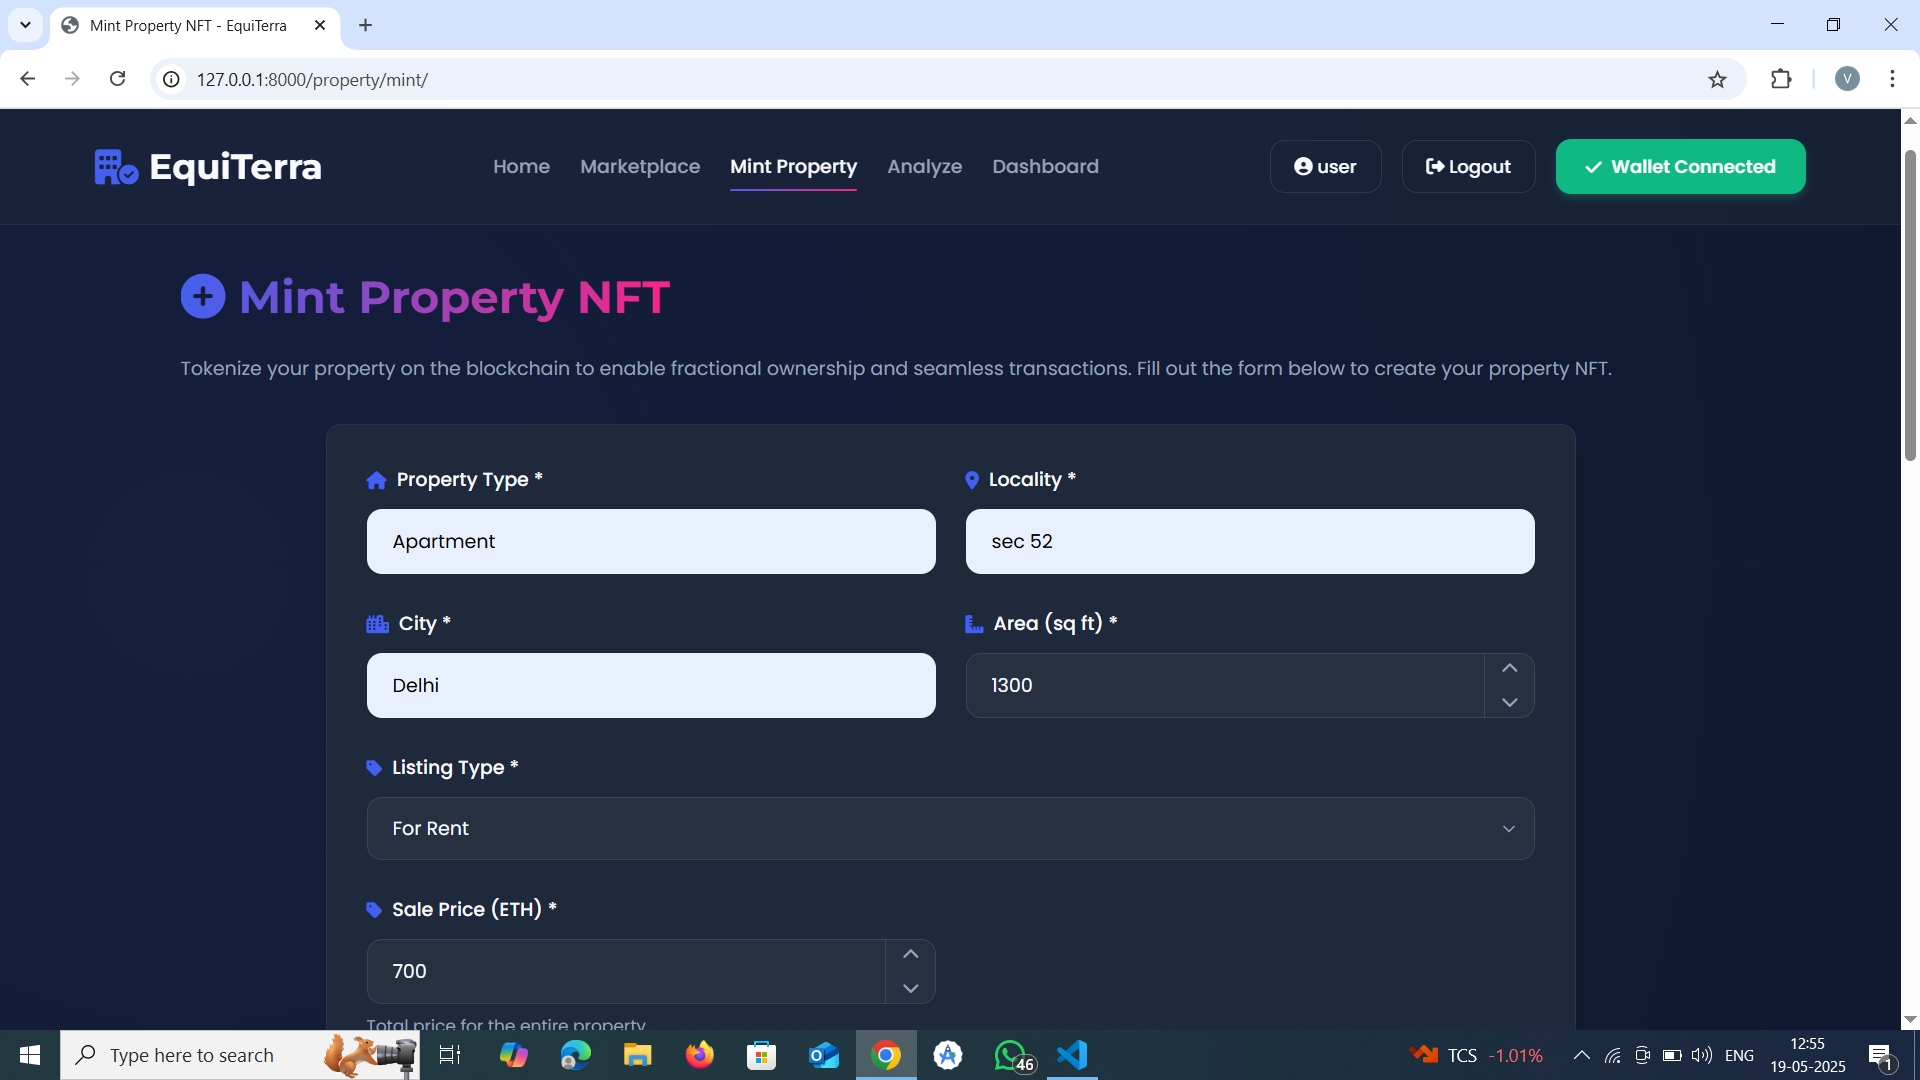 Mint Property NFT - EquiTerra
127.0.0.1:8000/property/mint/
V
EquiTerra
Home Marketplace Mint Property Analyze Dashboard
user Logout Wallet Connected
Mint Property NFT
Tokenize your property on the blockchain to enable fractional ownership and seamless transactions. Fill out the form below to create your property NFT.
Property Type * Locality *
Apartment sec 52
City * Area (sq ft) *
Delhi 1300
Listing Type *
For Rent
Sale Price (ETH) *
700
Total price for the entire property
Type here to search
46
TCS -1.01%
ENG
12:55
19-05-2025
1